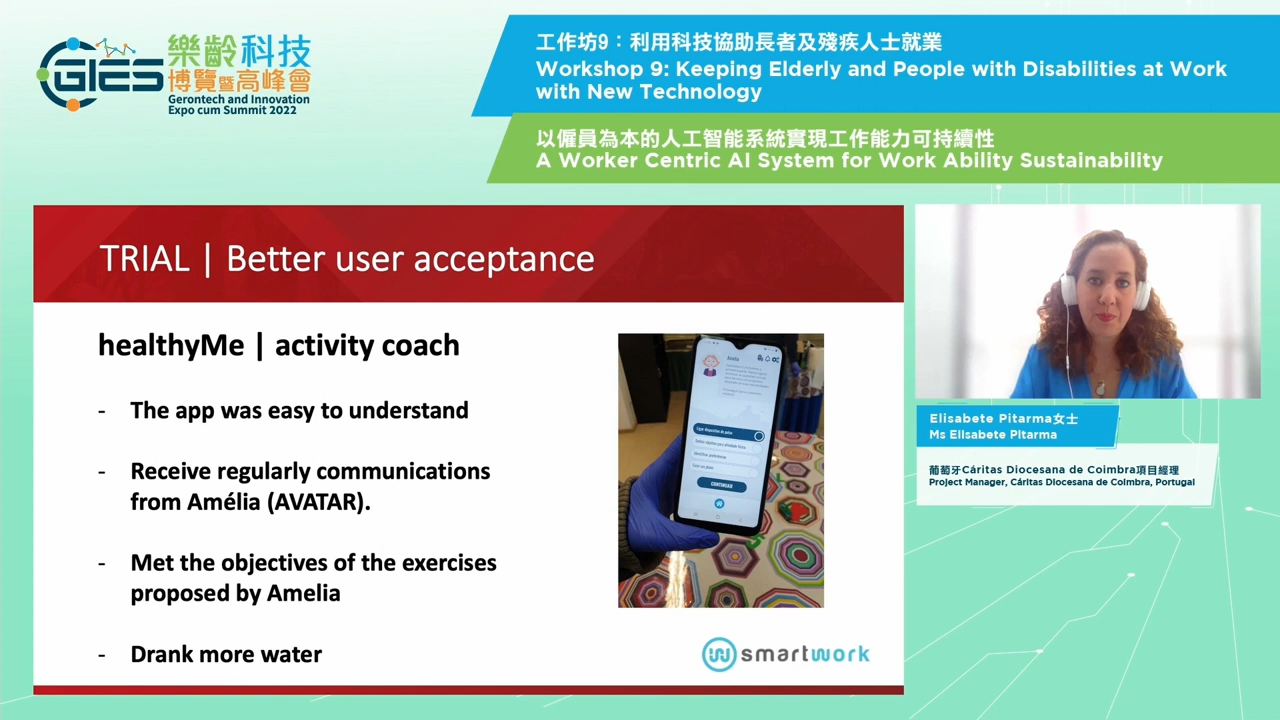 GIES
樂齡科技
博覽暨高峰會
Gerontech and Innovation
Expo cum Summit 2022
工作坊9：利用科技協助長者及殘疾人士就業
Workshop 9: Keeping Elderly and People with Disabilities at Work
with New Technology
以僱員為本的人工智能系統實現工作能力可持續性
A Worker Centric AI System for Work Ability Sustainability
TRIAL | Better user acceptance
healthyMe | activity coach
- The app was easy to understand
- Receive regularly communications
from Amélia (AVATAR).
- Met the objectives of the exercises
proposed by Amelia
- Drank more water
Amélia
CONTINUAR
smartwork
Elisabete Pitarma女士
Ms Elisabete Pitarma
葡萄牙Cáritas Diocesana de Coimbra項目經理
Project Manager, Cáritas Diocesana de Coimbra, Portugal